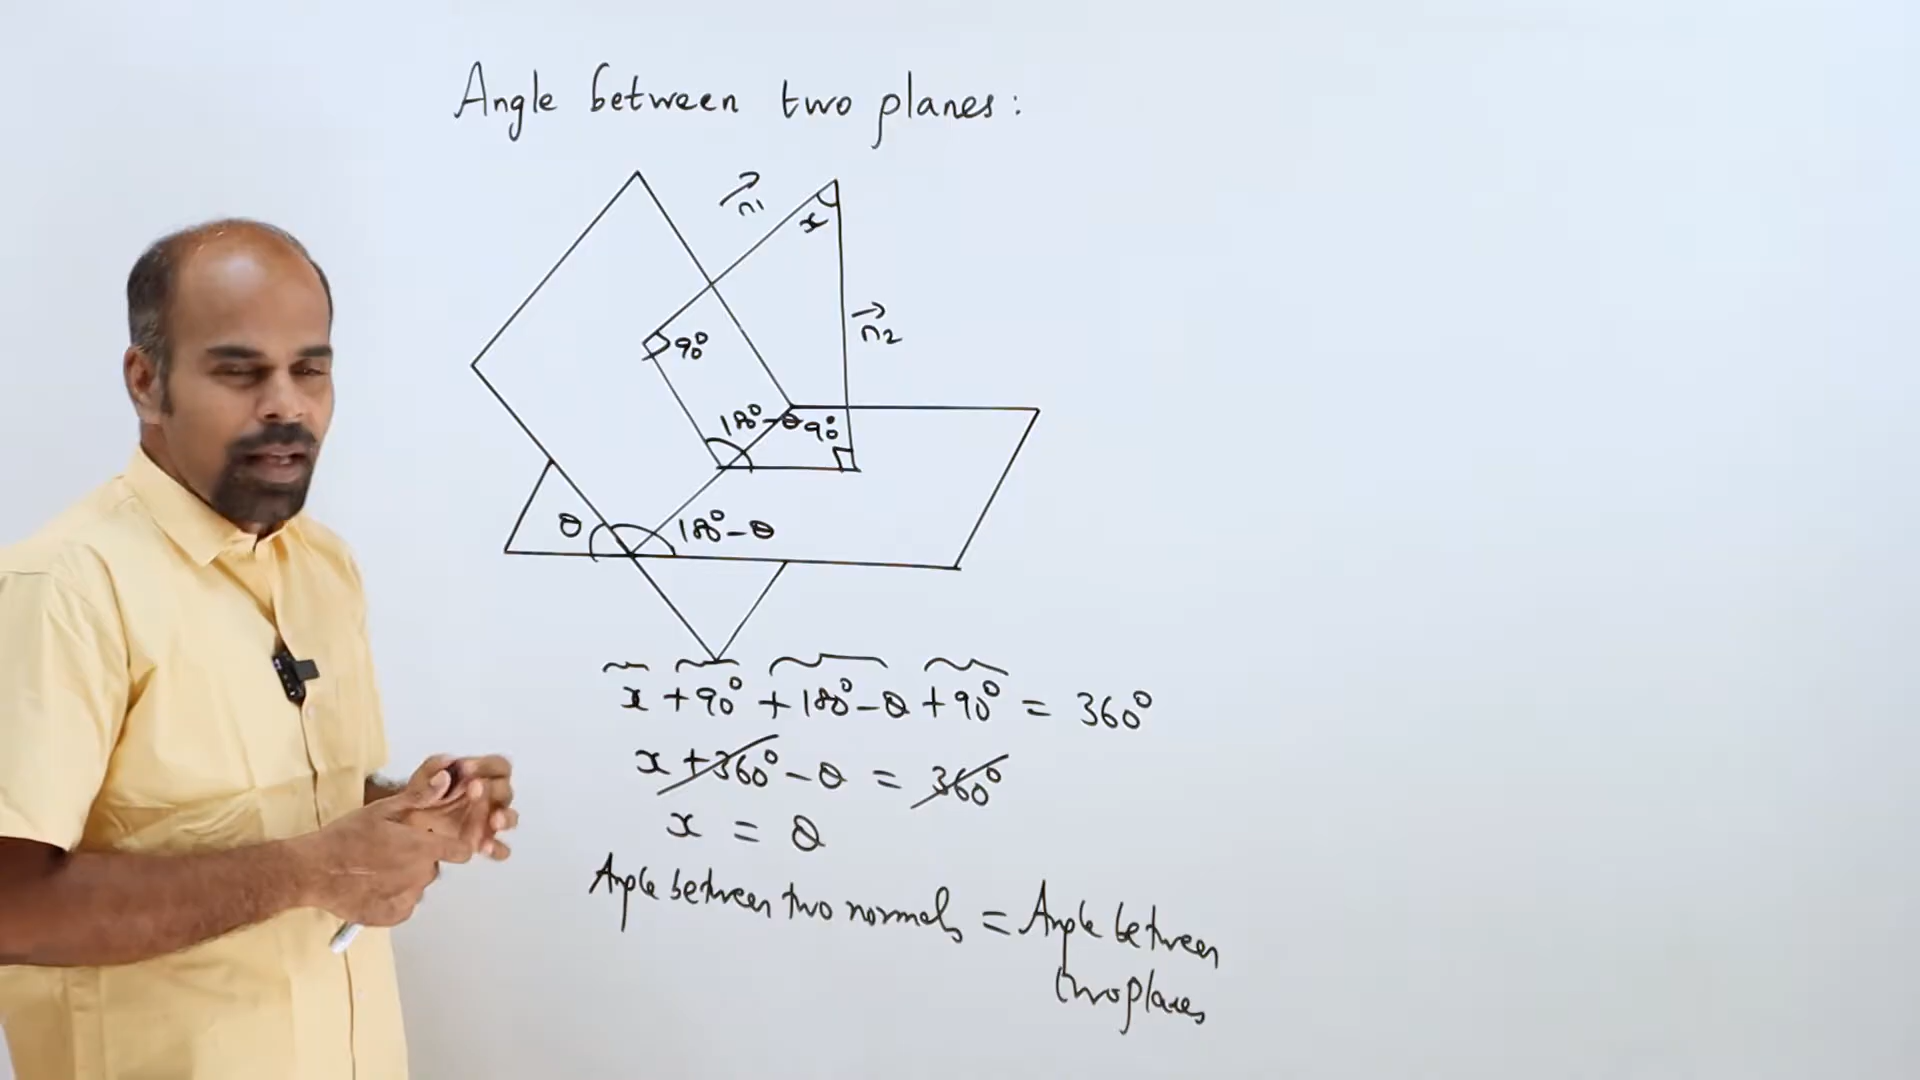 Angle between two planes:
n1
x
n2
90°
180°-θ
90°
θ
180°-θ
x +90° +180°-θ +90° = 360°
x +360° -θ = 360°
x = θ
Angle between two normals = Angle between
two planes